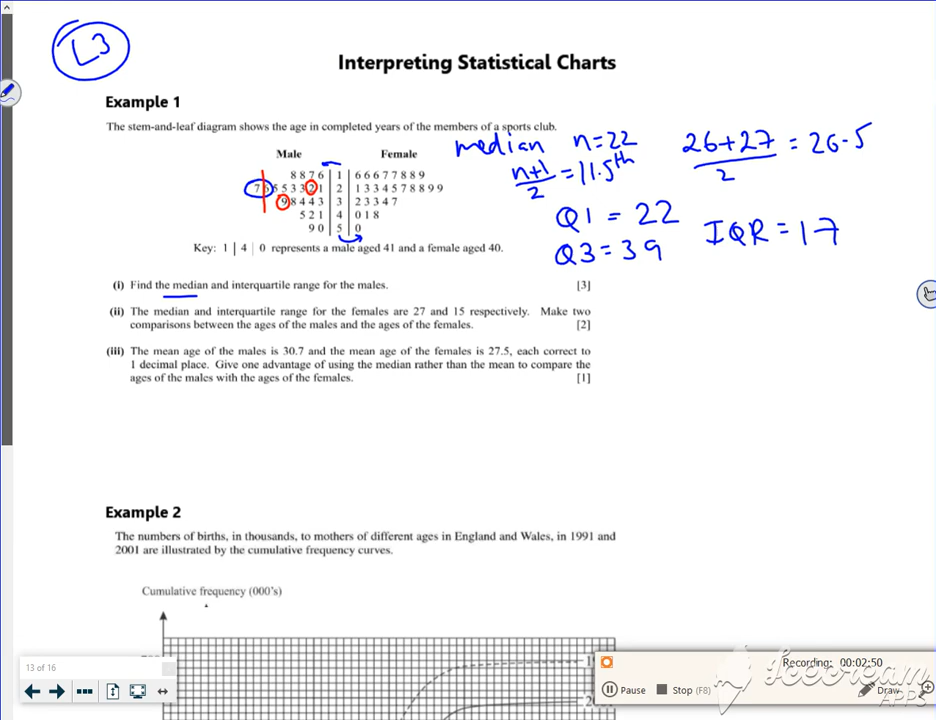 L3
Interpreting Statistical Charts
Example 1
The stem-and-leaf diagram shows the age in completed years of the members of a sports club.
median n=22
n+1/2 = 11.5th
26+27/2 = 26.5
Male Female
8 8 7 6 | 1 | 6 6 6 7 7 8 8 9
7 6 5 5 3 3 2 1 | 2 | 1 3 3 4 5 7 8 8 9 9
9 8 4 4 3 | 3 | 2 3 3 4 7
5 2 1 | 4 | 0 1 8
9 0 | 5 | 0
Q1 = 22
Q3 = 39
IQR = 17
Key: 1 | 4 | 0 represents a male aged 41 and a female aged 40.
(i) Find the median and interquartile range for the males. [3]
(ii) The median and interquartile range for the females are 27 and 15 respectively. Make two
comparisons between the ages of the males and the ages of the females. [2]
(iii) The mean age of the males is 30.7 and the mean age of the females is 27.5, each correct to
1 decimal place. Give one advantage of using the median rather than the mean to compare the
ages of the males with the ages of the females. [1]
Example 2
The numbers of births, in thousands, to mothers of different ages in England and Wales, in 1991 and
2001 are illustrated by the cumulative frequency curves.
Cumulative frequency (000's)
13 of 16
Recording: 00:02:50
Pause Stop (F8) Draw
Icecream
APPS